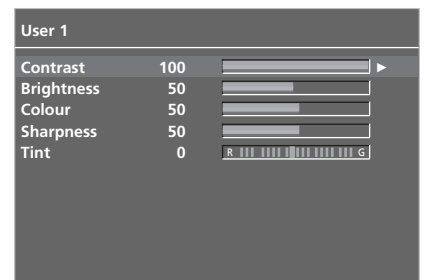 User 1
Contrast 100
Brightness 50
Colour 50
Sharpness 50
Tint 0 R G